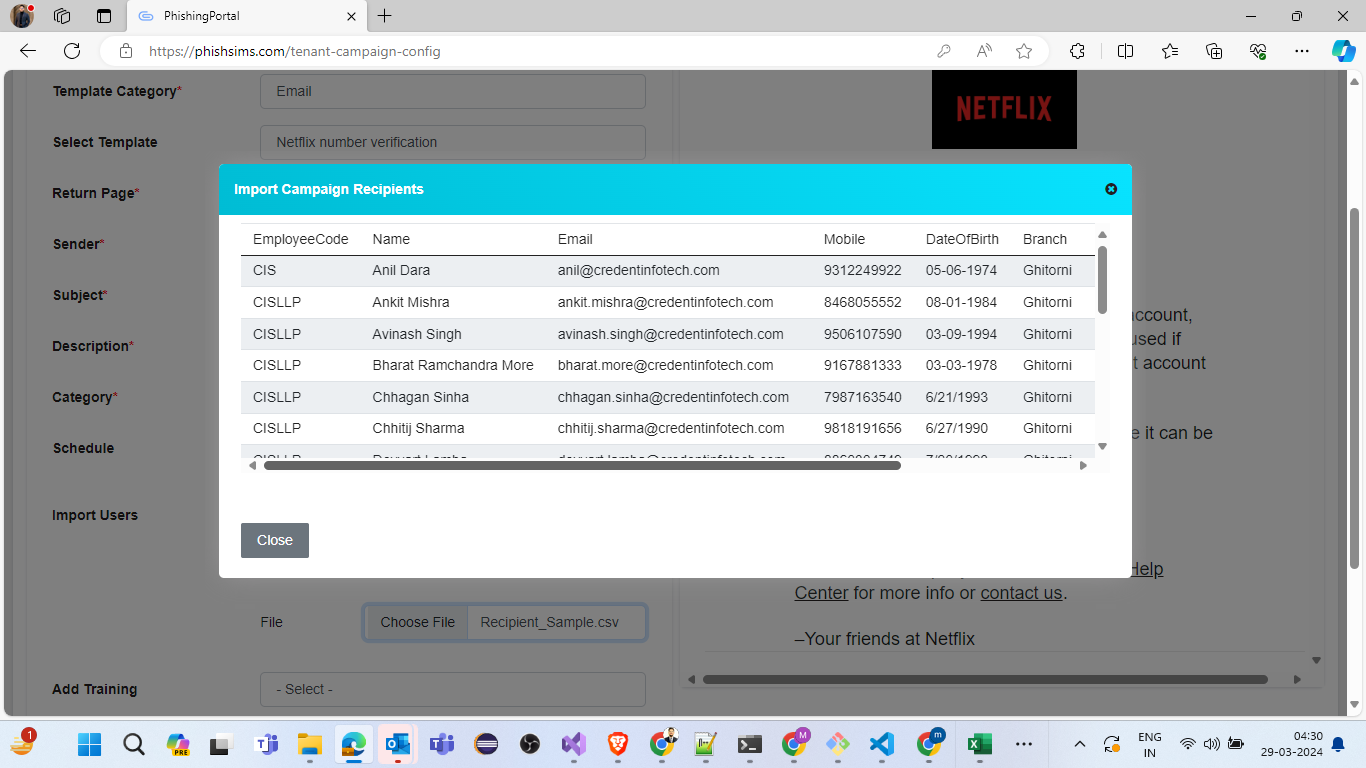 PhishingPortal
https://phishsims.com/tenant-campaign-config
Template Category* Email
Select Template Netflix number verification
Return Page*
Sender*
Subject*
Description*
Category*
Schedule
Import Users
NETFLIX
Import Campaign Recipients
EmployeeCode Name Email Mobile DateOfBirth Branch
CIS Anil Dara anil@credentinfotech.com 9312249922 05-06-1974 Ghitorni
CISLLP Ankit Mishra ankit.mishra@credentinfotech.com 8468055552 08-01-1984 Ghitorni
CISLLP Avinash Singh avinash.singh@credentinfotech.com 9506107590 03-09-1994 Ghitorni
CISLLP Bharat Ramchandra More bharat.more@credentinfotech.com 9167881333 03-03-1978 Ghitorni
CISLLP Chhagan Sinha chhagan.sinha@credentinfotech.com 7987163540 6/21/1993 Ghitorni
CISLLP Chhitij Sharma chhitij.sharma@credentinfotech.com 9818191656 6/27/1990 Ghitorni
Close
account,
used if
t account
e it can be
Help
Center for more info or contact us.
–Your friends at Netflix
File Choose File Recipient_Sample.csv
Add Training - Select -
1
PRE
M
m
ENG
IN
04:30
29-03-2024